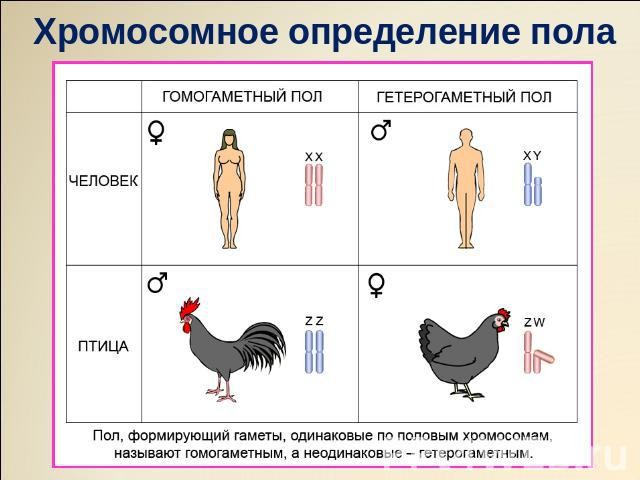 Хромосомное определение пола
ГОМОГАМЕТНЫЙ ПОЛ ГЕТЕРОГАМЕТНЫЙ ПОЛ
♀ ♂
X X X Y
ЧЕЛОВЕК
♂ ♀
Z Z Z W
ПТИЦА
Пол, формирующий гаметы, одинаковые по половым хромосомам,
называют гомогаметным, а неодинаковые – гетерогаметным.